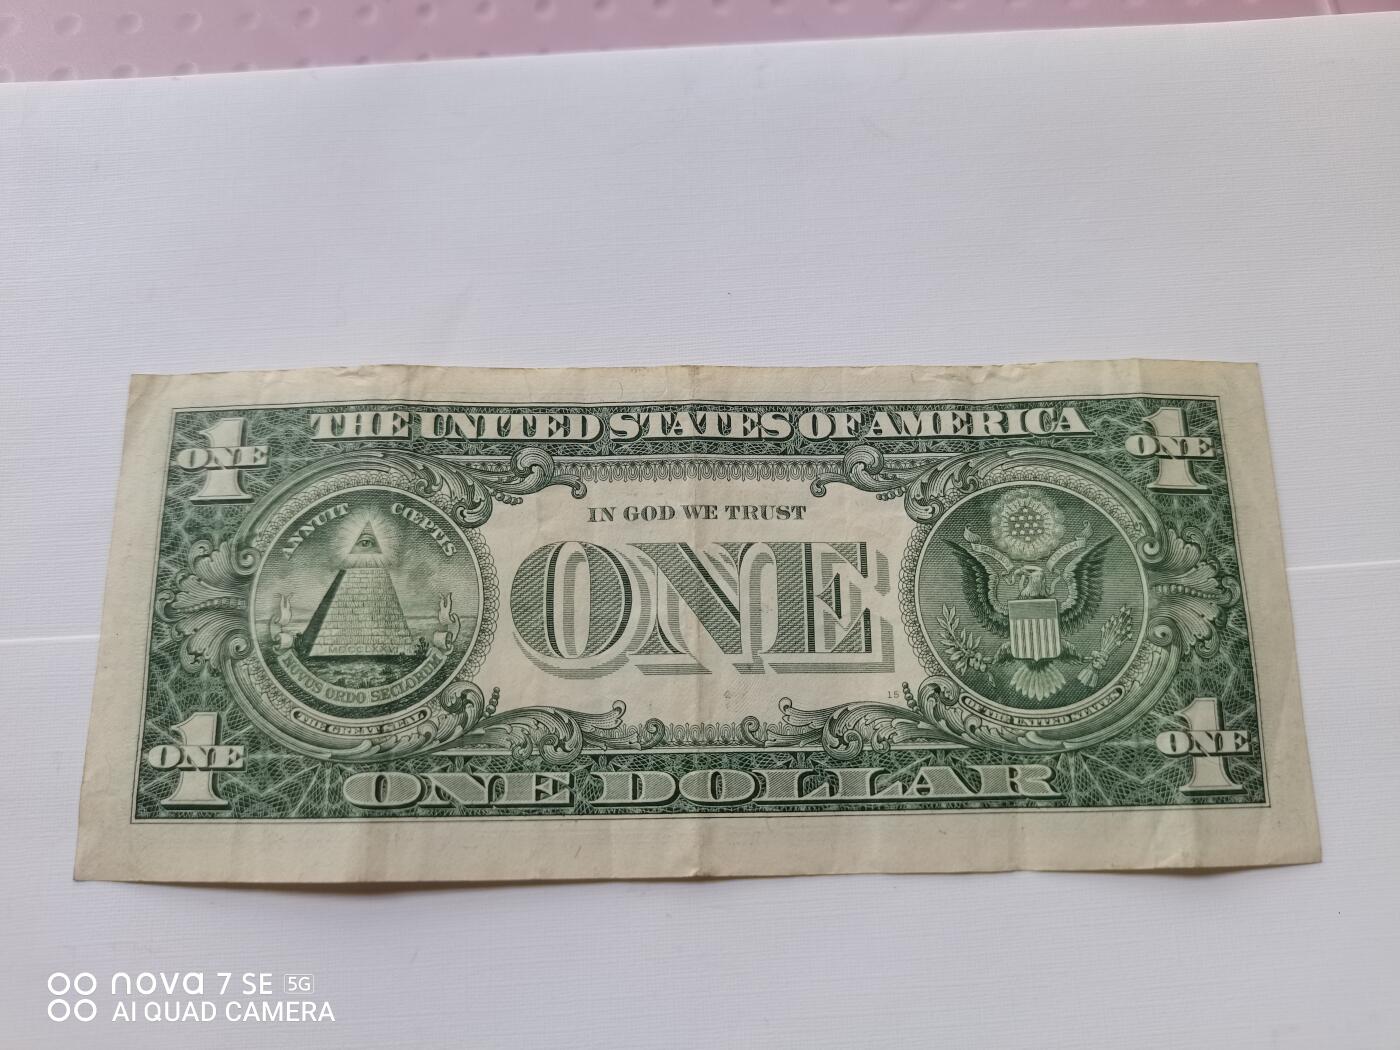 THE UNITED STATES OF AMERICA
1
ONE
1
ONE
ANNUIT CŒPTIS
IN GOD WE TRUST
ONE
MDCCLXXVI
NOVUS ORDO SECLORUM
THE GREAT SEAL
OF THE UNITED STATES
15
1
ONE
1
ONE
ONE DOLLAR
nova 7 SE 5G
AI QUAD CAMERA